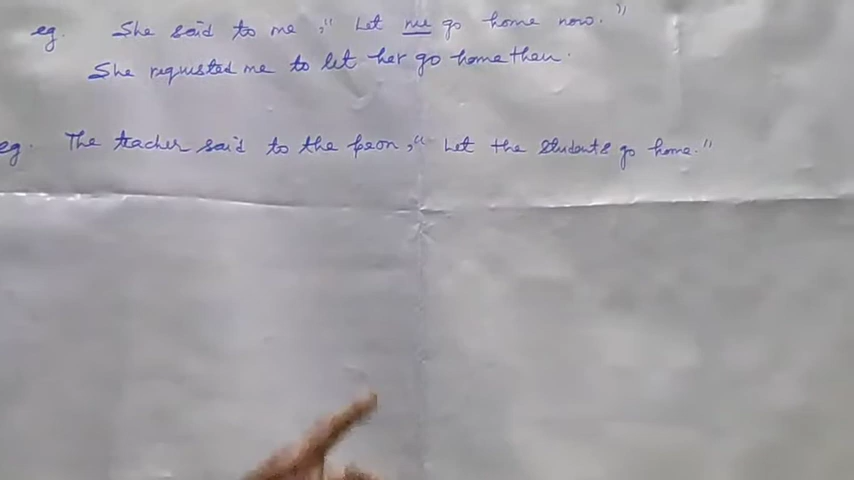 eg. She said to me ," Let me go home now."
She requested me to let her go home then.
eg. The teacher said to the peon ," Let the students go home."